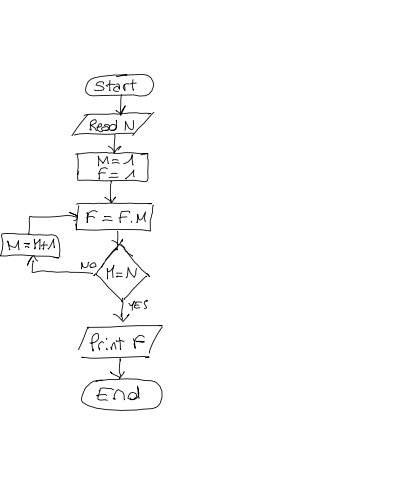 Start
Read N
M = 1
F = 1
F = F.M
M = M+1
NO
M=N
YES
Print F
End